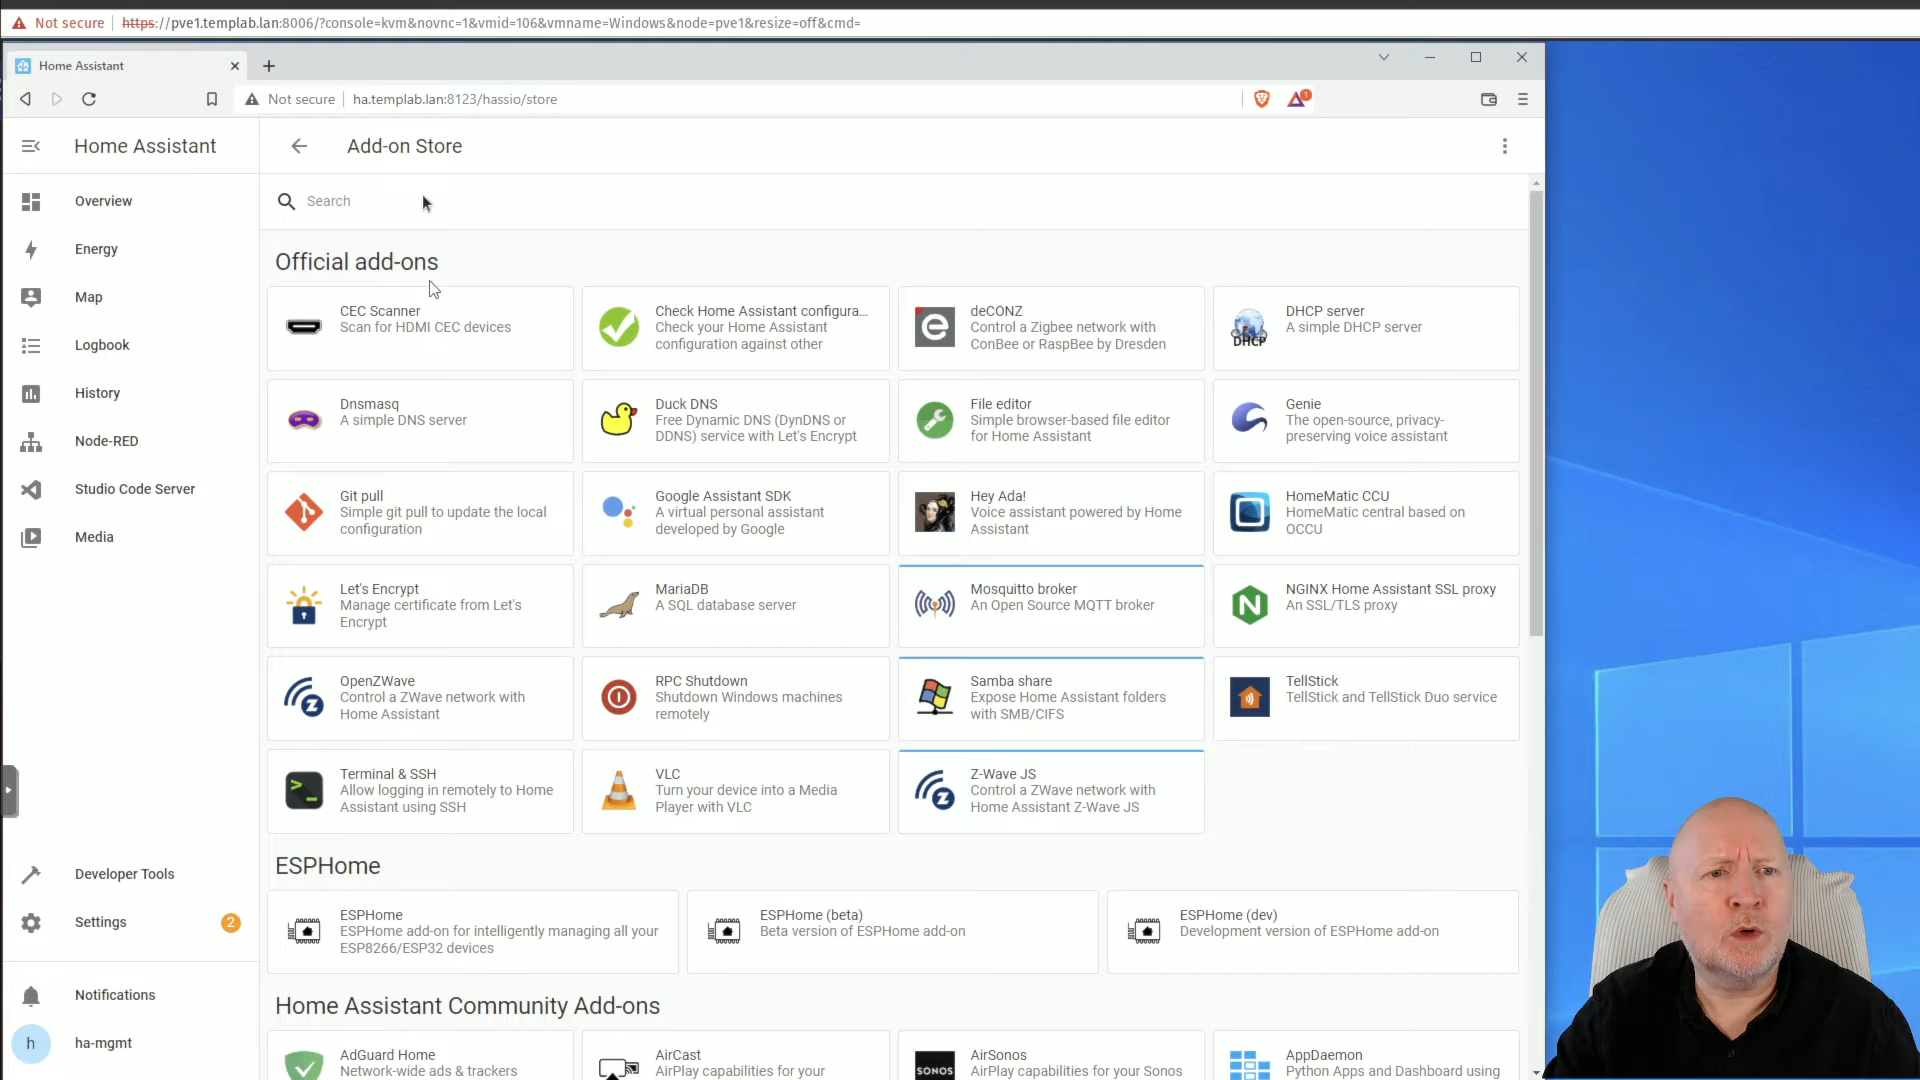 Not secure https://pve1.templab.lan:8006/?console=kvm&novnc=1&vmid=106&vmname=Windows&node=pve1&resize=off&cmd=
Home Assistant
Not secure ha.templab.lan:8123/hassio/store
1
Home Assistant
Add-on Store
Overview
Energy
Map
Logbook
History
Node-RED
Studio Code Server
Media
Developer Tools
Settings
2
Notifications
h
ha-mgmt
Search
Official add-ons
CEC Scanner
Scan for HDMI CEC devices
Check Home Assistant configura...
Check your Home Assistant
configuration against other
deCONZ
Control a Zigbee network with
ConBee or RaspBee by Dresden
DHCP
DHCP server
A simple DHCP server
Dnsmasq
A simple DNS server
Duck DNS
Free Dynamic DNS (DynDNS or
DDNS) service with Let's Encrypt
File editor
Simple browser-based file editor
for Home Assistant
Genie
The open-source, privacy-
preserving voice assistant
Git pull
Simple git pull to update the local
configuration
Google Assistant SDK
A virtual personal assistant
developed by Google
Hey Ada!
Voice assistant powered by Home
Assistant
HomeMatic CCU
HomeMatic central based on
OCCU
Let's Encrypt
Manage certificate from Let's
Encrypt
MariaDB
A SQL database server
Mosquitto broker
An Open Source MQTT broker
N
NGINX Home Assistant SSL proxy
An SSL/TLS proxy
Z
OpenZWave
Control a ZWave network with
Home Assistant
RPC Shutdown
Shutdown Windows machines
remotely
Samba share
Expose Home Assistant folders
with SMB/CIFS
TellStick
TellStick and TellStick Duo service
>_
Terminal & SSH
Allow logging in remotely to Home
Assistant using SSH
VLC
Turn your device into a Media
Player with VLC
Z
Z-Wave JS
Control a ZWave network with
Home Assistant Z-Wave JS
ESPHome
ESPHome
ESPHome add-on for intelligently managing all your
ESP8266/ESP32 devices
ESPHome (beta)
Beta version of ESPHome add-on
ESPHome (dev)
Development version of ESPHome add-on
Home Assistant Community Add-ons
AdGuard Home
Network-wide ads & trackers
AirCast
AirPlay capabilities for your
SONOS
AirSonos
AirPlay capabilities for your Sonos
AppDaemon
Python Apps and Dashboard using